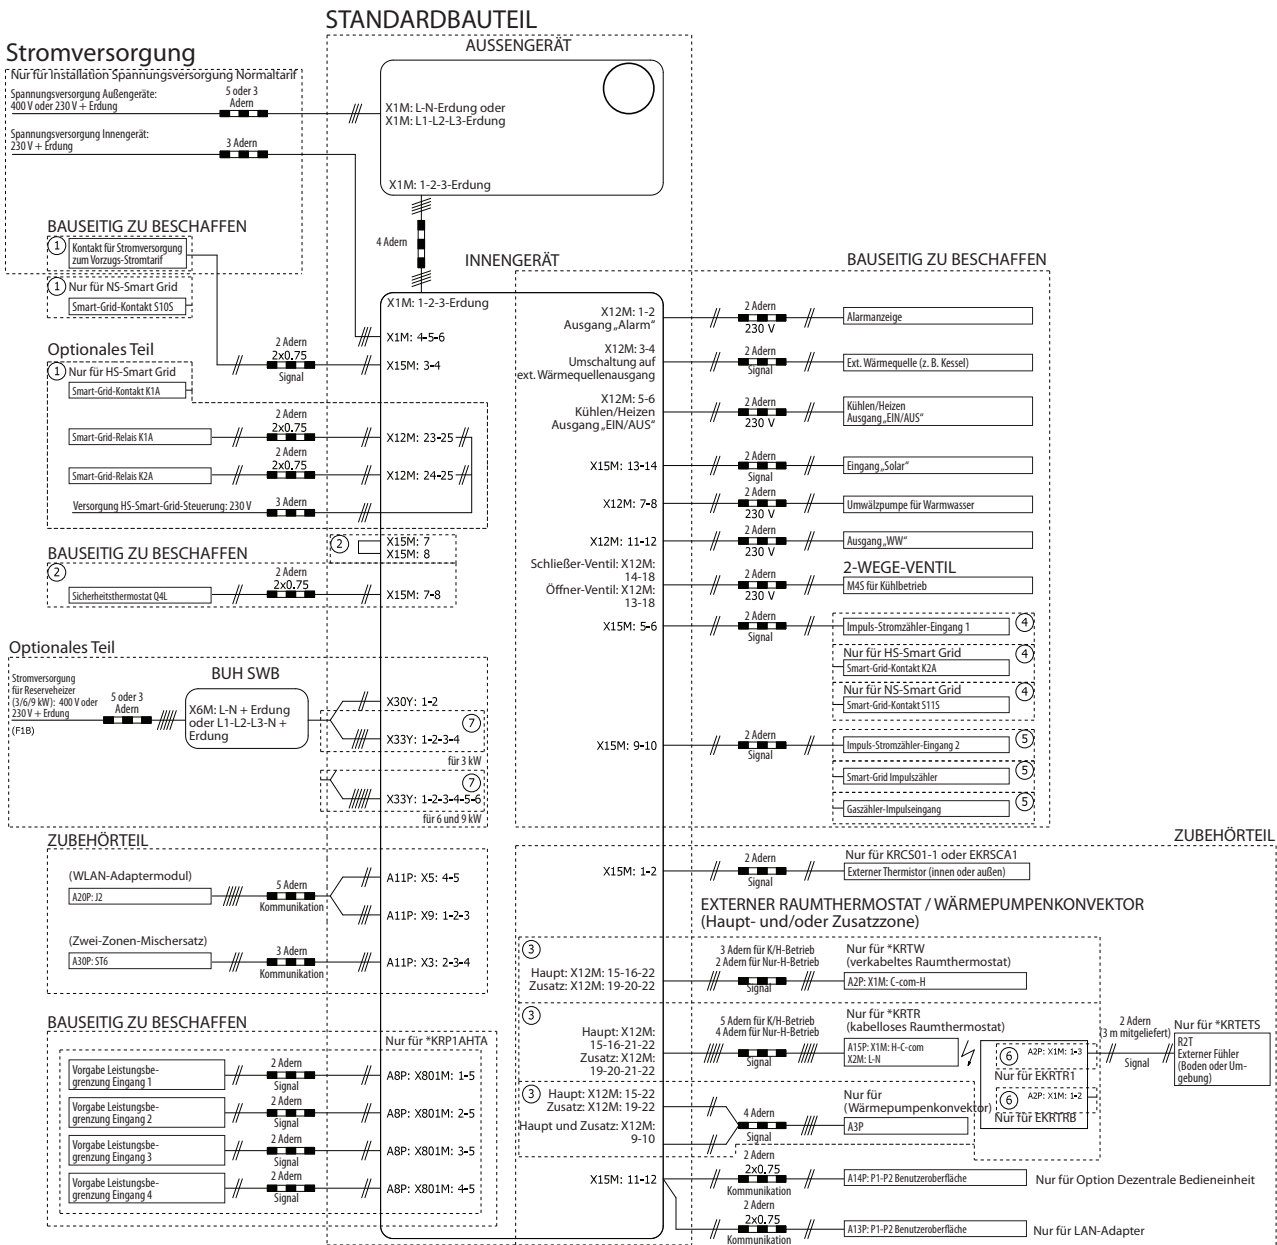 STANDARDBAUTEIL
Stromversorgung
AUSSENGERÄT
Nur für Installation Spannungsversorgung Normaltarif
Spannungsversorgung Außengeräte:
400 V oder 230 V + Erdung
5 oder 3
Adern
X1M: L-N-Erdung oder
X1M: L1-L2-L3-Erdung
Spannungsversorgung Innengerät:
230 V + Erdung
3 Adern
X1M: 1-2-3-Erdung
4 Adern
BAUSEITIG ZU BESCHAFFEN
1
Kontakt für Stromversorgung
zum Vorzugs-Stromtarif
1 Nur für NS-Smart Grid
Smart-Grid-Kontakt S10S
INNENGERÄT
X1M: 1-2-3-Erdung
X1M: 4-5-6
2 Adern
2x0.75
Signal
X15M: 3-4
Optionales Teil
1 Nur für HS-Smart Grid
Smart-Grid-Kontakt K1A
Smart-Grid-Relais K1A
2 Adern
2x0.75
X12M: 23-25
Smart-Grid-Relais K2A
2 Adern
2x0.75
X12M: 24-25
Versorgung HS-Smart-Grid-Steuerung: 230 V
3 Adern
2
X15M: 7
X15M: 8
BAUSEITIG ZU BESCHAFFEN
2
Sicherheitsthermostat Q4L
2 Adern
2x0.75
X15M: 7-8
Optionales Teil
Stromversorgung
für Reserveheizer
(3/6/9 kW): 400 V oder
230 V + Erdung
(F1B)
5 oder 3
Adern
BUH SWB
X6M: L-N + Erdung
oder L1-L2-L3-N +
Erdung
X30Y: 1-2
7
X33Y: 1-2-3-4
für 3 kW
7
X33Y: 1-2-3-4-5-6
für 6 und 9 kW
ZUBEHÖRTEIL
(WLAN-Adaptermodul)
A20P: J2
5 Adern
Kommunikation
A11P: X5: 4-5
A11P: X9: 1-2-3
(Zwei-Zonen-Mischersatz)
A30P: ST6
3 Adern
Kommunikation
A11P: X3: 2-3-4
BAUSEITIG ZU BESCHAFFEN
Nur für *KRP1AHTA
Vorgabe Leistungsbe-
grenzung Eingang 1
2 Adern
Signal
A8P: X801M: 1-5
Vorgabe Leistungsbe-
grenzung Eingang 2
2 Adern
Signal
A8P: X801M: 2-5
Vorgabe Leistungsbe-
grenzung Eingang 3
2 Adern
Signal
A8P: X801M: 3-5
Vorgabe Leistungsbe-
grenzung Eingang 4
2 Adern
Signal
A8P: X801M: 4-5
BAUSEITIG ZU BESCHAFFEN
X12M: 1-2
Ausgang „Alarm“
2 Adern
230 V
Alarmanzeige
X12M: 3-4
Umschaltung auf
ext. Wärmequellenausgang
2 Adern
Signal
Ext. Wärmequelle (z. B. Kessel)
X12M: 5-6
Kühlen/Heizen
Ausgang „EIN/AUS“
2 Adern
230 V
Kühlen/Heizen
Ausgang „EIN/AUS“
X15M: 13-14
2 Adern
Signal
Eingang „Solar“
X12M: 7-8
2 Adern
230 V
Umwälzpumpe für Warmwasser
X12M: 11-12
2 Adern
230 V
Ausgang „WW“
Schließer-Ventil: X12M:
14-18
Öffner-Ventil: X12M:
13-18
2 Adern
230 V
2-WEGE-VENTIL
M4S für Kühlbetrieb
X15M: 5-6
2 Adern
Signal
Impuls-Stromzähler-Eingang 1
4
Nur für HS-Smart Grid
Smart-Grid-Kontakt K2A
4
Nur für NS-Smart Grid
Smart-Grid-Kontakt S11S
4
X15M: 9-10
2 Adern
Signal
Impuls-Stromzähler-Eingang 2
5
Smart-Grid Impulszähler
5
Gaszähler-Impulseingang
5
ZUBEHÖRTEIL
X15M: 1-2
2 Adern
Signal
Nur für KRCS01-1 oder EKRSCA1
Externer Thermistor (innen oder außen)
EXTERNER RAUMTHERMOSTAT / WÄRMEPUMPENKONVEKTOR
(Haupt- und/oder Zusatzzone)
3
Haupt: X12M: 15-16-22
Zusatz: X12M: 19-20-22
3 Adern für K/H-Betrieb
2 Adern für Nur-H-Betrieb
Signal
Nur für *KRTW
(verkabeltes Raumthermostat)
A2P: X1M: C-com-H
3
Haupt: X12M:
15-16-21-22
Zusatz: X12M:
19-20-21-22
5 Adern für K/H-Betrieb
4 Adern für Nur-H-Betrieb
Signal
Nur für *KRTR
(kabelloses Raumthermostat)
A15P: X1M: H-C-com
X2M: L-N
6 A2P: X1M: 1-3
Nur für EKRTR1
6 A2P: X1M: 1-2
Nur für EKRTRB
2 Adern
(3 m mitgeliefert)
Signal
Nur für *KRTETS
R2T
Externer Fühler
(Boden oder Um-
gebung)
3 Haupt: X12M: 15-22
Zusatz: X12M: 19-22
Haupt und Zusatz: X12M:
9-10
4 Adern
Signal
Nur für
(Wärmepumpenkonvektor)
A3P
X15M: 11-12
2 Adern
2x0.75
Kommunikation
A14P: P1-P2 Benutzeroberfläche
Nur für Option Dezentrale Bedieneinheit
2 Adern
2x0.75
Kommunikation
A13P: P1-P2 Benutzeroberfläche
Nur für LAN-Adapter